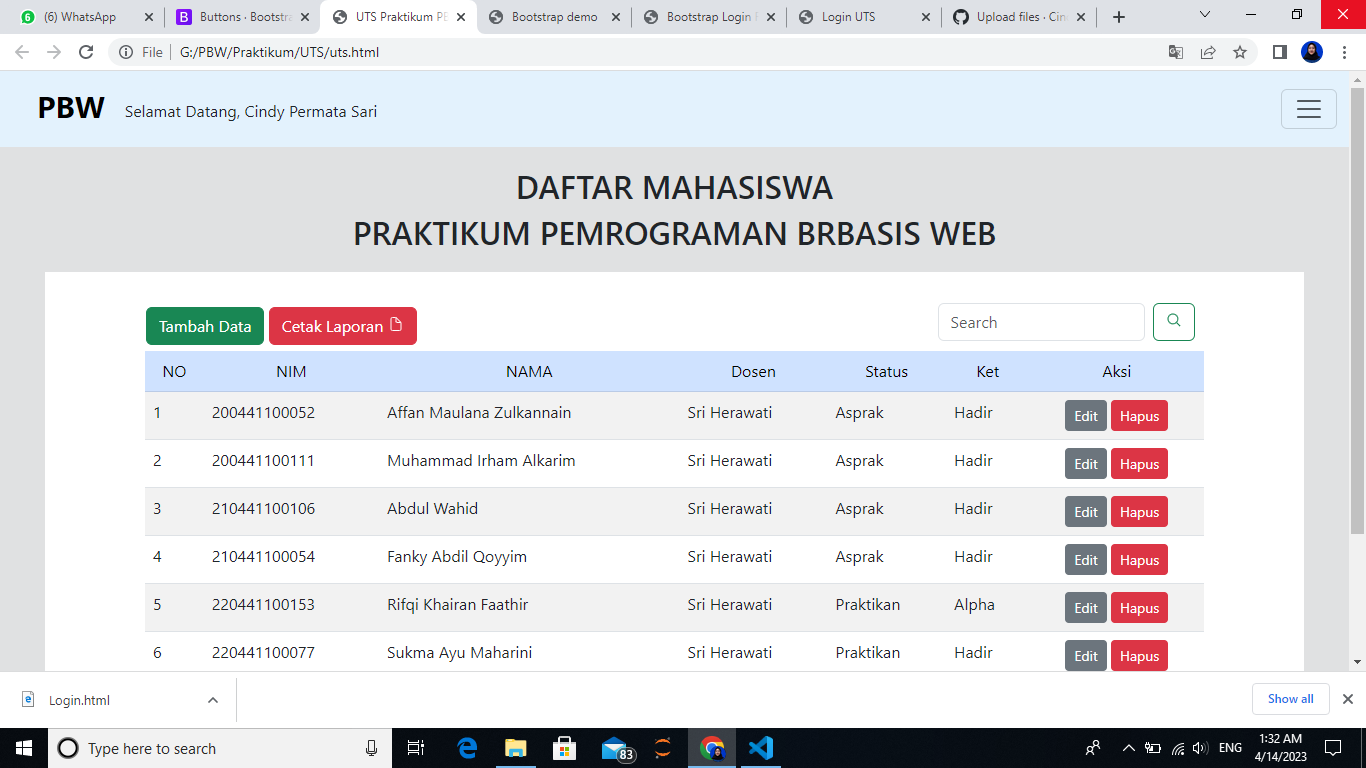 (6) WhatsApp
Buttons · Bootstra
UTS Praktikum PB
Bootstrap demo
Bootstrap Login F
Login UTS
Upload files · Cin
File G:/PBW/Praktikum/UTS/uts.html
PBW Selamat Datang, Cindy Permata Sari
DAFTAR MAHASISWA
PRAKTIKUM PEMROGRAMAN BRBASIS WEB
Tambah Data Cetak Laporan Search
NO NIM NAMA Dosen Status Ket Aksi
1 200441100052 Affan Maulana Zulkannain Sri Herawati Asprak Hadir Edit Hapus
2 200441100111 Muhammad Irham Alkarim Sri Herawati Asprak Hadir Edit Hapus
3 210441100106 Abdul Wahid Sri Herawati Asprak Hadir Edit Hapus
4 210441100054 Fanky Abdil Qoyyim Sri Herawati Asprak Hadir Edit Hapus
5 220441100153 Rifqi Khairan Faathir Sri Herawati Praktikan Alpha Edit Hapus
6 220441100077 Sukma Ayu Maharini Sri Herawati Praktikan Hadir Edit Hapus
Login.html Show all
Type here to search
83
ENG
1:32 AM
4/14/2023